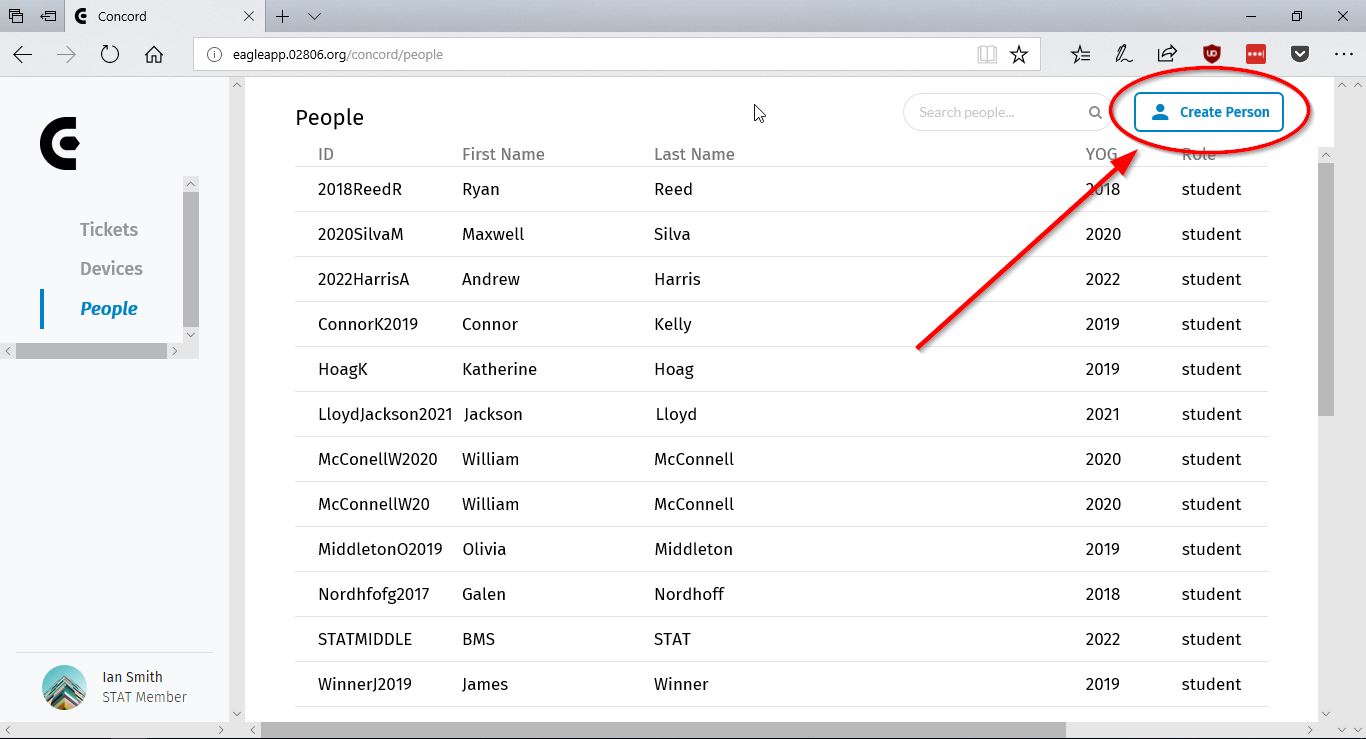 Concord
eagleapp.02806.org/concord/people
People
Search people...
Create Person
ID First Name Last Name YOG Role
2018ReedR Ryan Reed 2018 student
2020SilvaM Maxwell Silva 2020 student
2022HarrisA Andrew Harris 2022 student
ConnorK2019 Connor Kelly 2019 student
HoagK Katherine Hoag 2019 student
LloydJackson2021 Jackson Lloyd 2021 student
McConellW2020 William McConnell 2020 student
McConnellW20 William McConnell 2020 student
MiddletonO2019 Olivia Middleton 2019 student
Nordhfofg2017 Galen Nordhoff 2018 student
STATMIDDLE BMS STAT 2022 student
WinnerJ2019 James Winner 2019 student
Tickets
Devices
People
Ian Smith
STAT Member